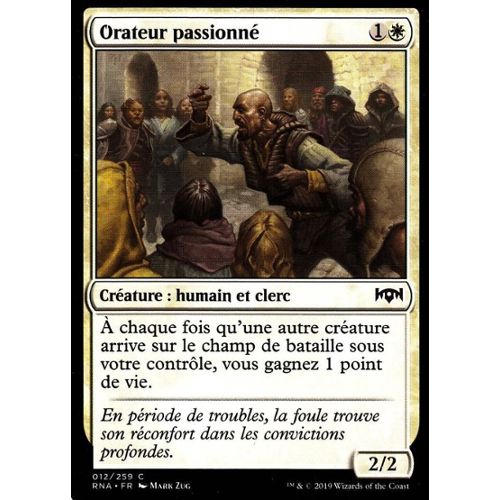 Orateur passionné 1
Créature : humain et clerc
À chaque fois qu'une autre créature
arrive sur le champ de bataille sous
votre contrôle, vous gagnez 1 point
de vie.
En période de troubles, la foule trouve
son réconfort dans les convictions
profondes.
2/2
012/259 C
RNA • FR Mark Zug
™ & © 2019 Wizards of the Coast